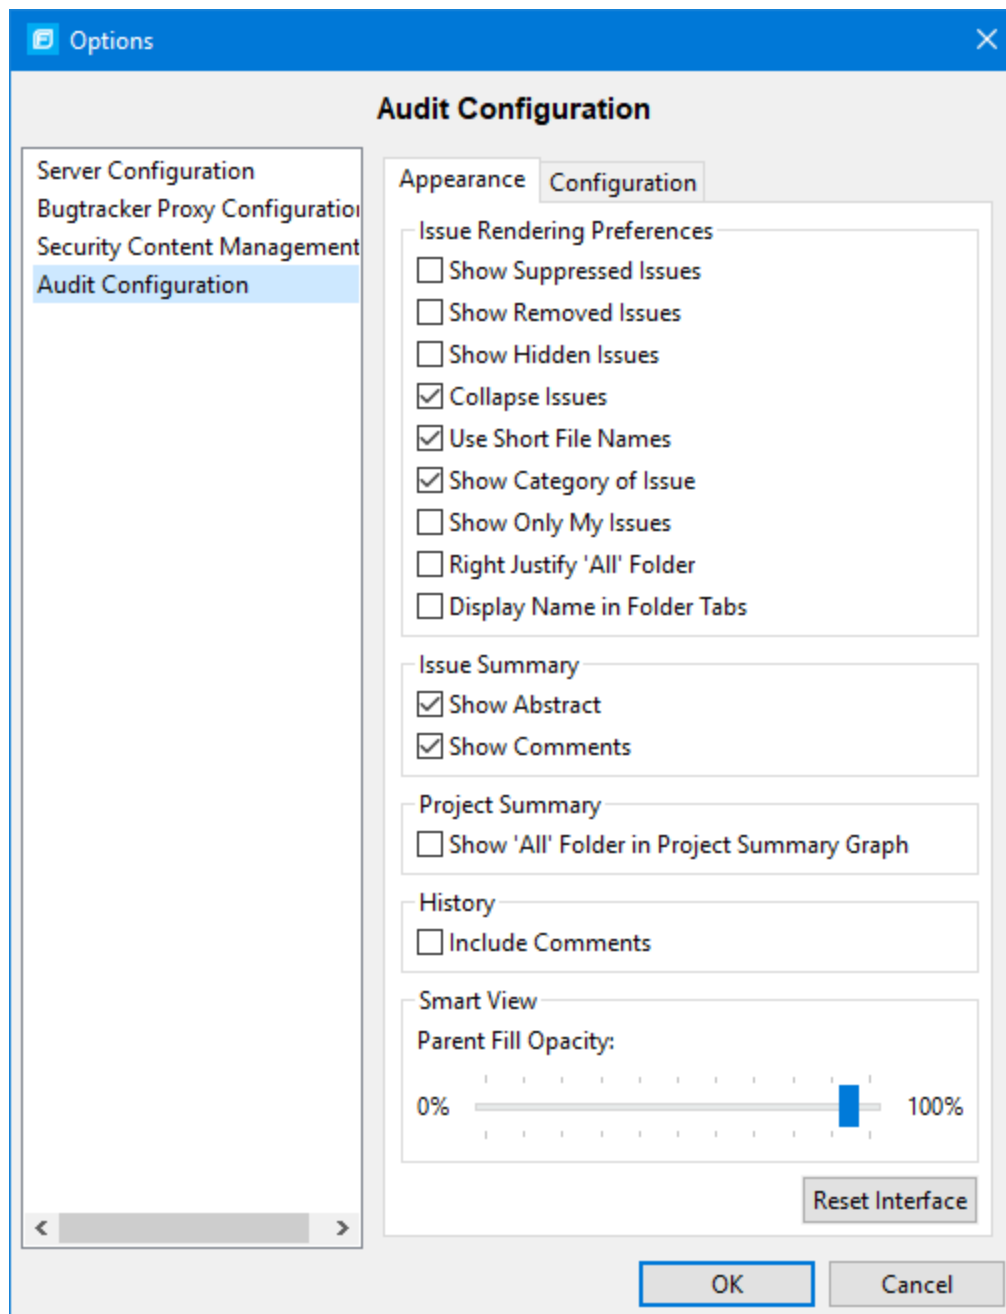 Options
Audit Configuration
Server Configuration
Bugtracker Proxy Configuration
Security Content Management
Audit Configuration
Appearance
Configuration
Issue Rendering Preferences
Show Suppressed Issues
Show Removed Issues
Show Hidden Issues
Collapse Issues
Use Short File Names
Show Category of Issue
Show Only My Issues
Right Justify 'All' Folder
Display Name in Folder Tabs
Issue Summary
Show Abstract
Show Comments
Project Summary
Show 'All' Folder in Project Summary Graph
History
Include Comments
Smart View
Parent Fill Opacity:
0% 100%
Reset Interface
OK Cancel